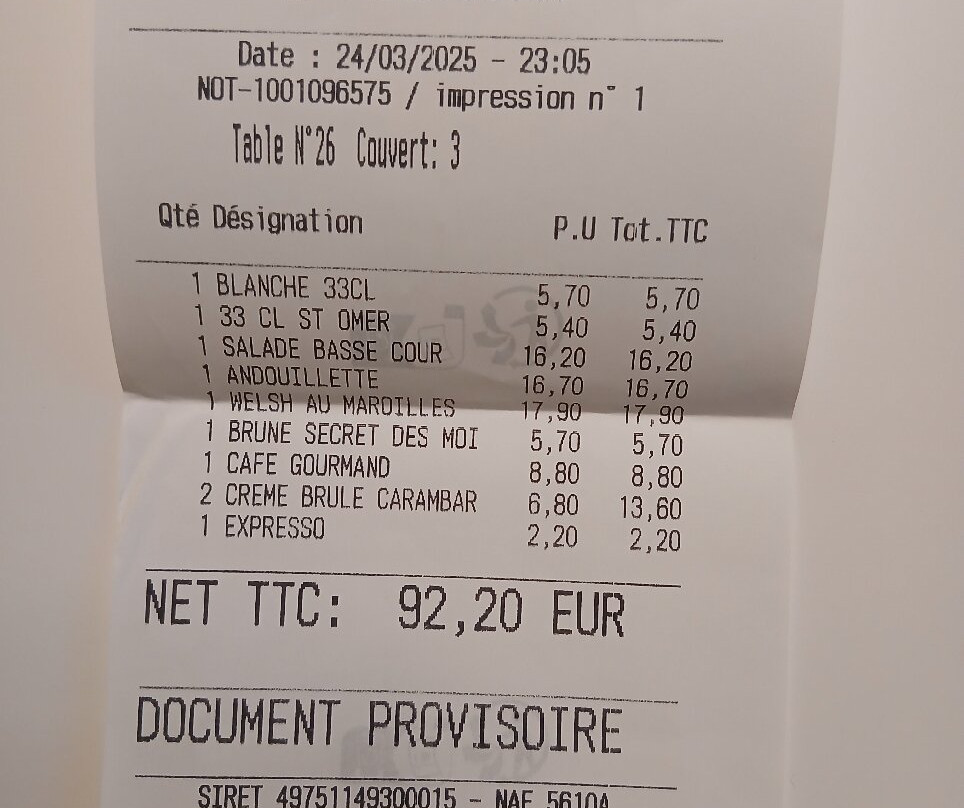 Date : 24/03/2025 - 23:05
NOT-1001096575 / impression n° 1
Table N°26 Couvert: 3
Qté Désignation P.U Tot.TTC
1 BLANCHE 33CL 5,70 5,70
1 33 CL ST OMER 5,40 5,40
1 SALADE BASSE COUR 16,20 16,20
1 ANDOUILLETTE 16,70 16,70
1 WELSH AU MAROILLES 17,90 17,90
1 BRUNE SECRET DES MOI 5,70 5,70
1 CAFE GOURMAND 8,80 8,80
2 CREME BRULE CARAMBAR 6,80 13,60
1 EXPRESSO 2,20 2,20
NET TTC: 92,20 EUR
DOCUMENT PROVISOIRE
SIRET 49751149300015 - NAF 5610A